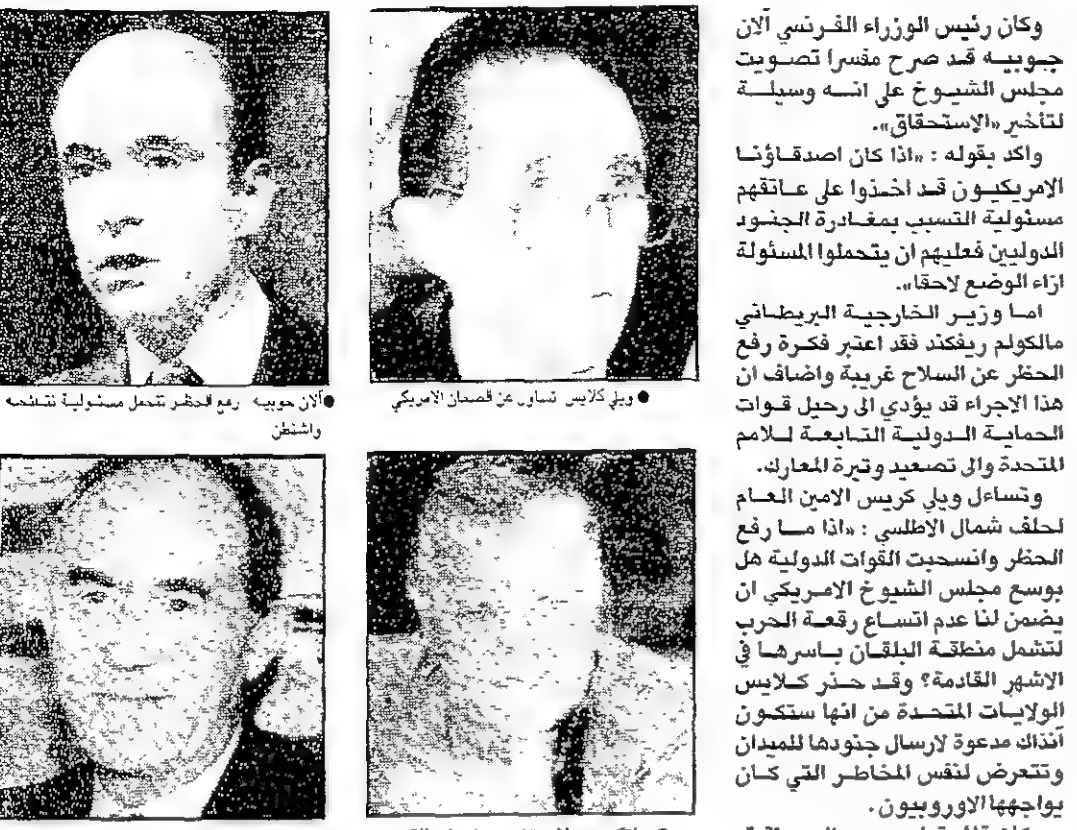 وكان رئيس الوزراء الفرنسي آلان
جوبيه قد صرح مفسرا تصويت
مجلس الشيوخ على انه وسيلة
لتأخير «الاستحقاق».
واكد بقوله : «اذا كان اصدقاؤنا
الامريكيون قد اخذوا على عاتقهم
مسئولية التسبب بمغادرة الجنود
الدوليين فعليهم ان يتحملوا المسئولة
ازاء الوضع لاحقا».
اما وزير الخارجية البريطاني
مالكولم ريفكند فقد اعتبر فكرة رفع
الحظر عن السلاح غريبة واضاف ان
هذا الاجراء قد يؤدي الى رحيل قوات
الحماية الدولية التابعة للامم
المتحدة والى تصعيد وتيرة المعارك.
وتساءل ويلي كريس الامين العام
لحلف شمال الاطلسي : «اذا ما رفع
الحظر وانسحبت القوات الدولية هل
بوسع مجلس الشيوخ الامريكي ان
يضمن لنا عدم اتساع رقعة الحرب
لتشمل منطقة البلقان باسرها في
الاشهر القادمة؟ وقد حذر كلايس
الولايات المتحدة من انها ستكون
آنذاك مدعوة لارسال جنودها للميدان
وتتعرض لنفس المخاطر التي كان
يواجهها الاوروبيون.
● ويلي كلايس تساؤل عن الضمان الامريكي
●آلان جوبيه رفع الحظر تتحمل مسئولية نتائجه
واشنطن